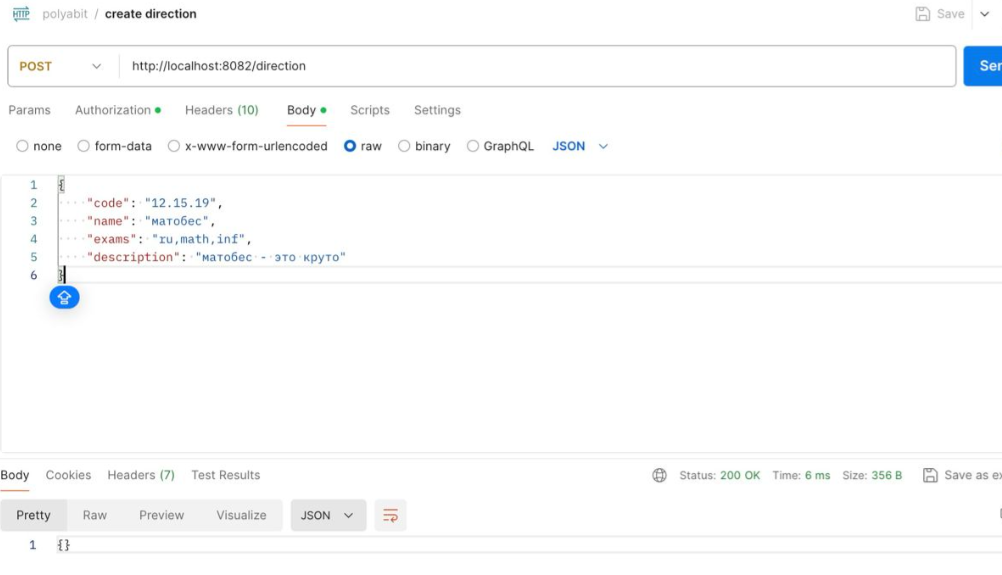 HTTP polyabit / create direction Save
POST http://localhost:8082/direction
Params Authorization Headers (10) Body Scripts Settings
none form-data x-www-form-urlencoded raw binary GraphQL JSON
1 {
2 "code": "12.15.19",
3 "name": "матобес",
4 "exams": "ru,math,inf",
5 "description": "матобес - это круто"
6 }
Body Cookies Headers (7) Test Results Status: 200 OK Time: 6 ms Size: 356 B Save as
Pretty Raw Preview Visualize JSON
1 {}